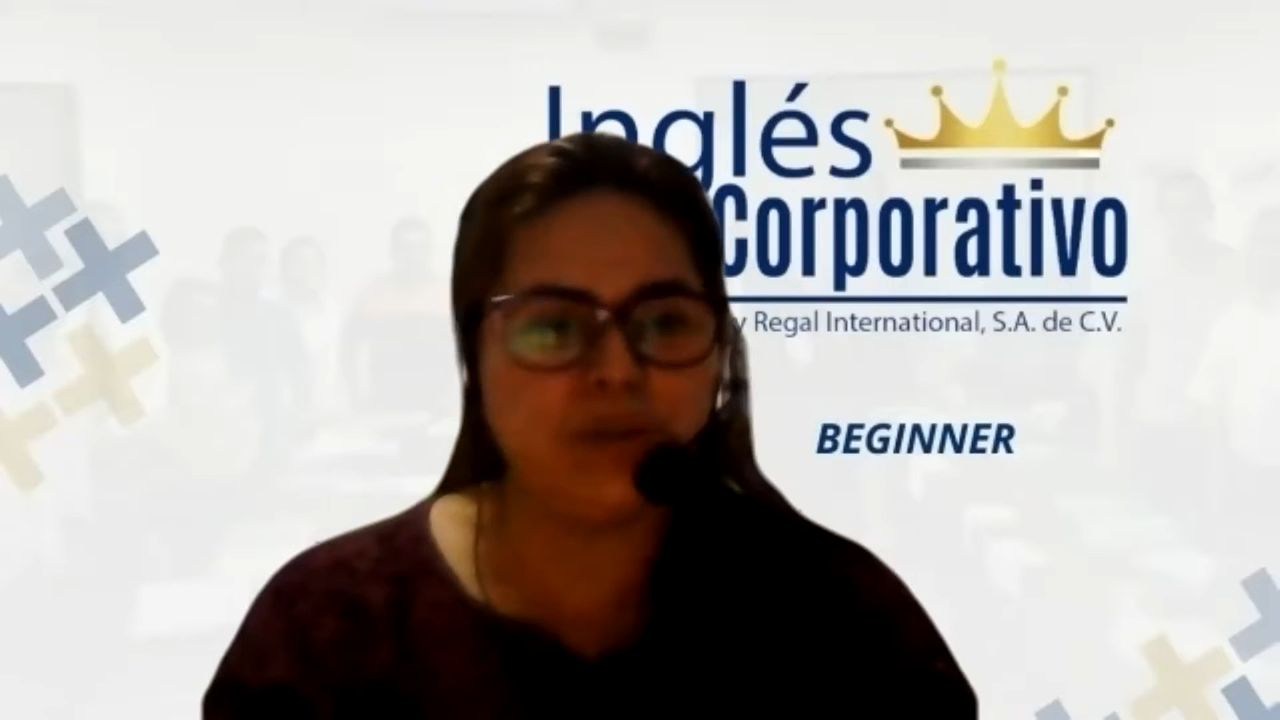 Inglés
Corporativo
y Regal International, S.A. de C.V.
BEGINNER